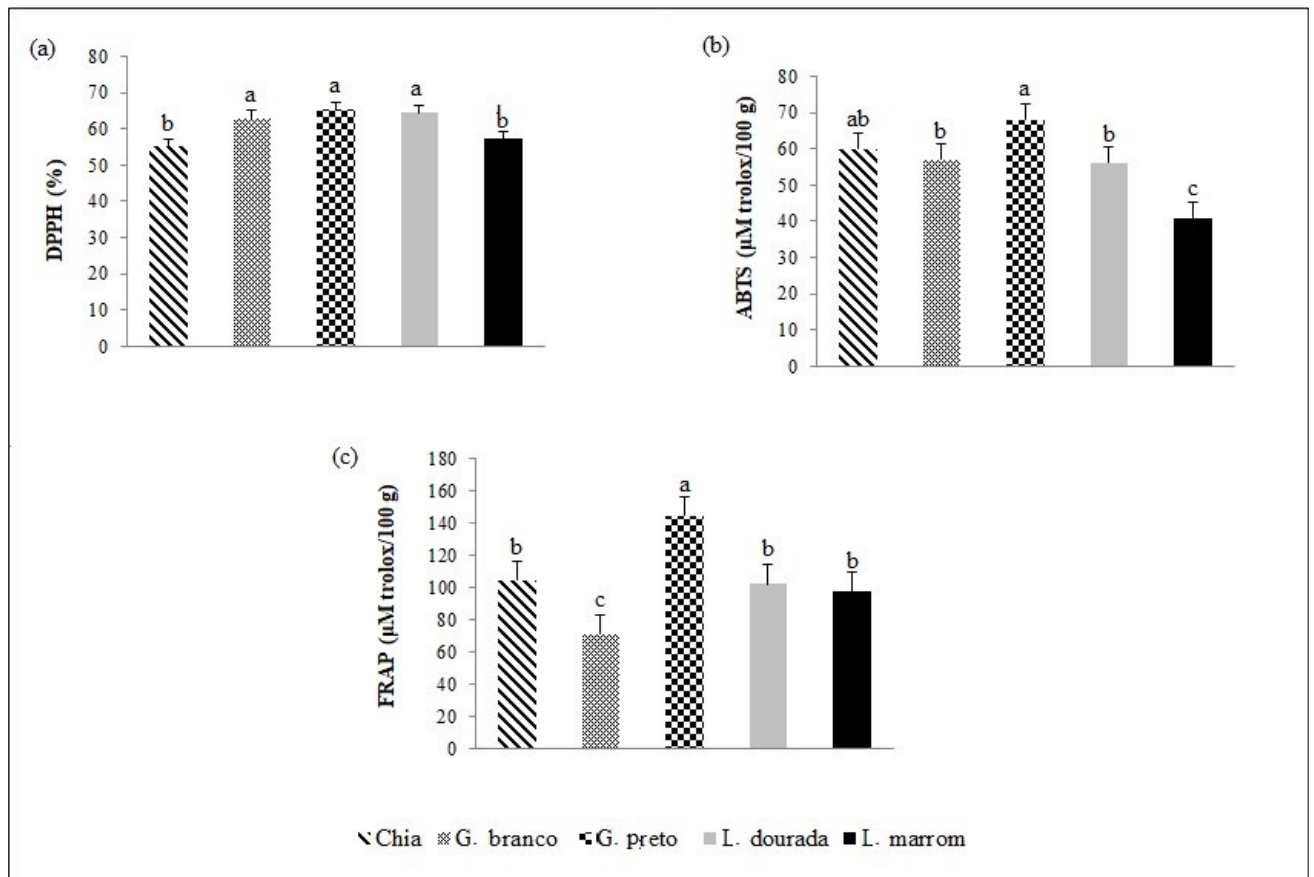 (a)
DPPH (%)
80
70
60
50
40
30
20
10
0
b
a
a
a
b
(b)
ABTS (µM trolox/100 g)
80
70
60
50
40
30
20
10
0
ab
b
a
b
c
(c)
FRAP (µM trolox/100 g)
180
160
140
120
100
80
60
40
20
0
b
c
a
b
b
Chia G. branco G. preto L. dourada L. marrom